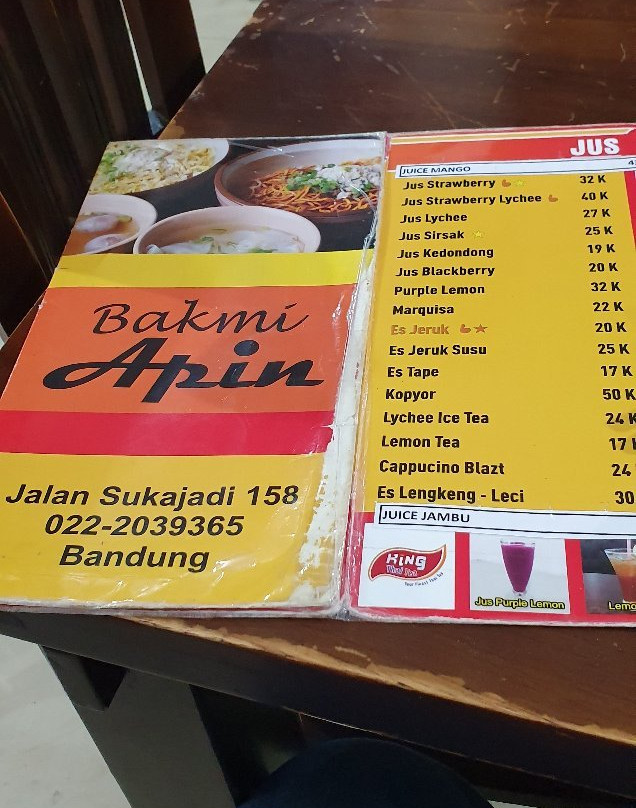 Bakmi
Apin
Jalan Sukajadi 158
022-2039365
Bandung
JUS
JUICE MANGO
Jus Strawberry 32 K
Jus Strawberry Lychee 40 K
Jus Lychee 27 K
Jus Sirsak 25 K
Jus Kedondong 19 K
Jus Blackberry 20 K
Purple Lemon 32 K
Marquisa 22 K
Es Jeruk 20 K
Es Jeruk Susu 25 K
Es Tape 17 K
Kopyor 50 K
Lychee Ice Tea 24 K
Lemon Tea 17 K
Cappucino Blazt 24
Es Lengkeng - Leci 30
JUICE JAMBU
King
Thai Tea
Jus Purple Lemon